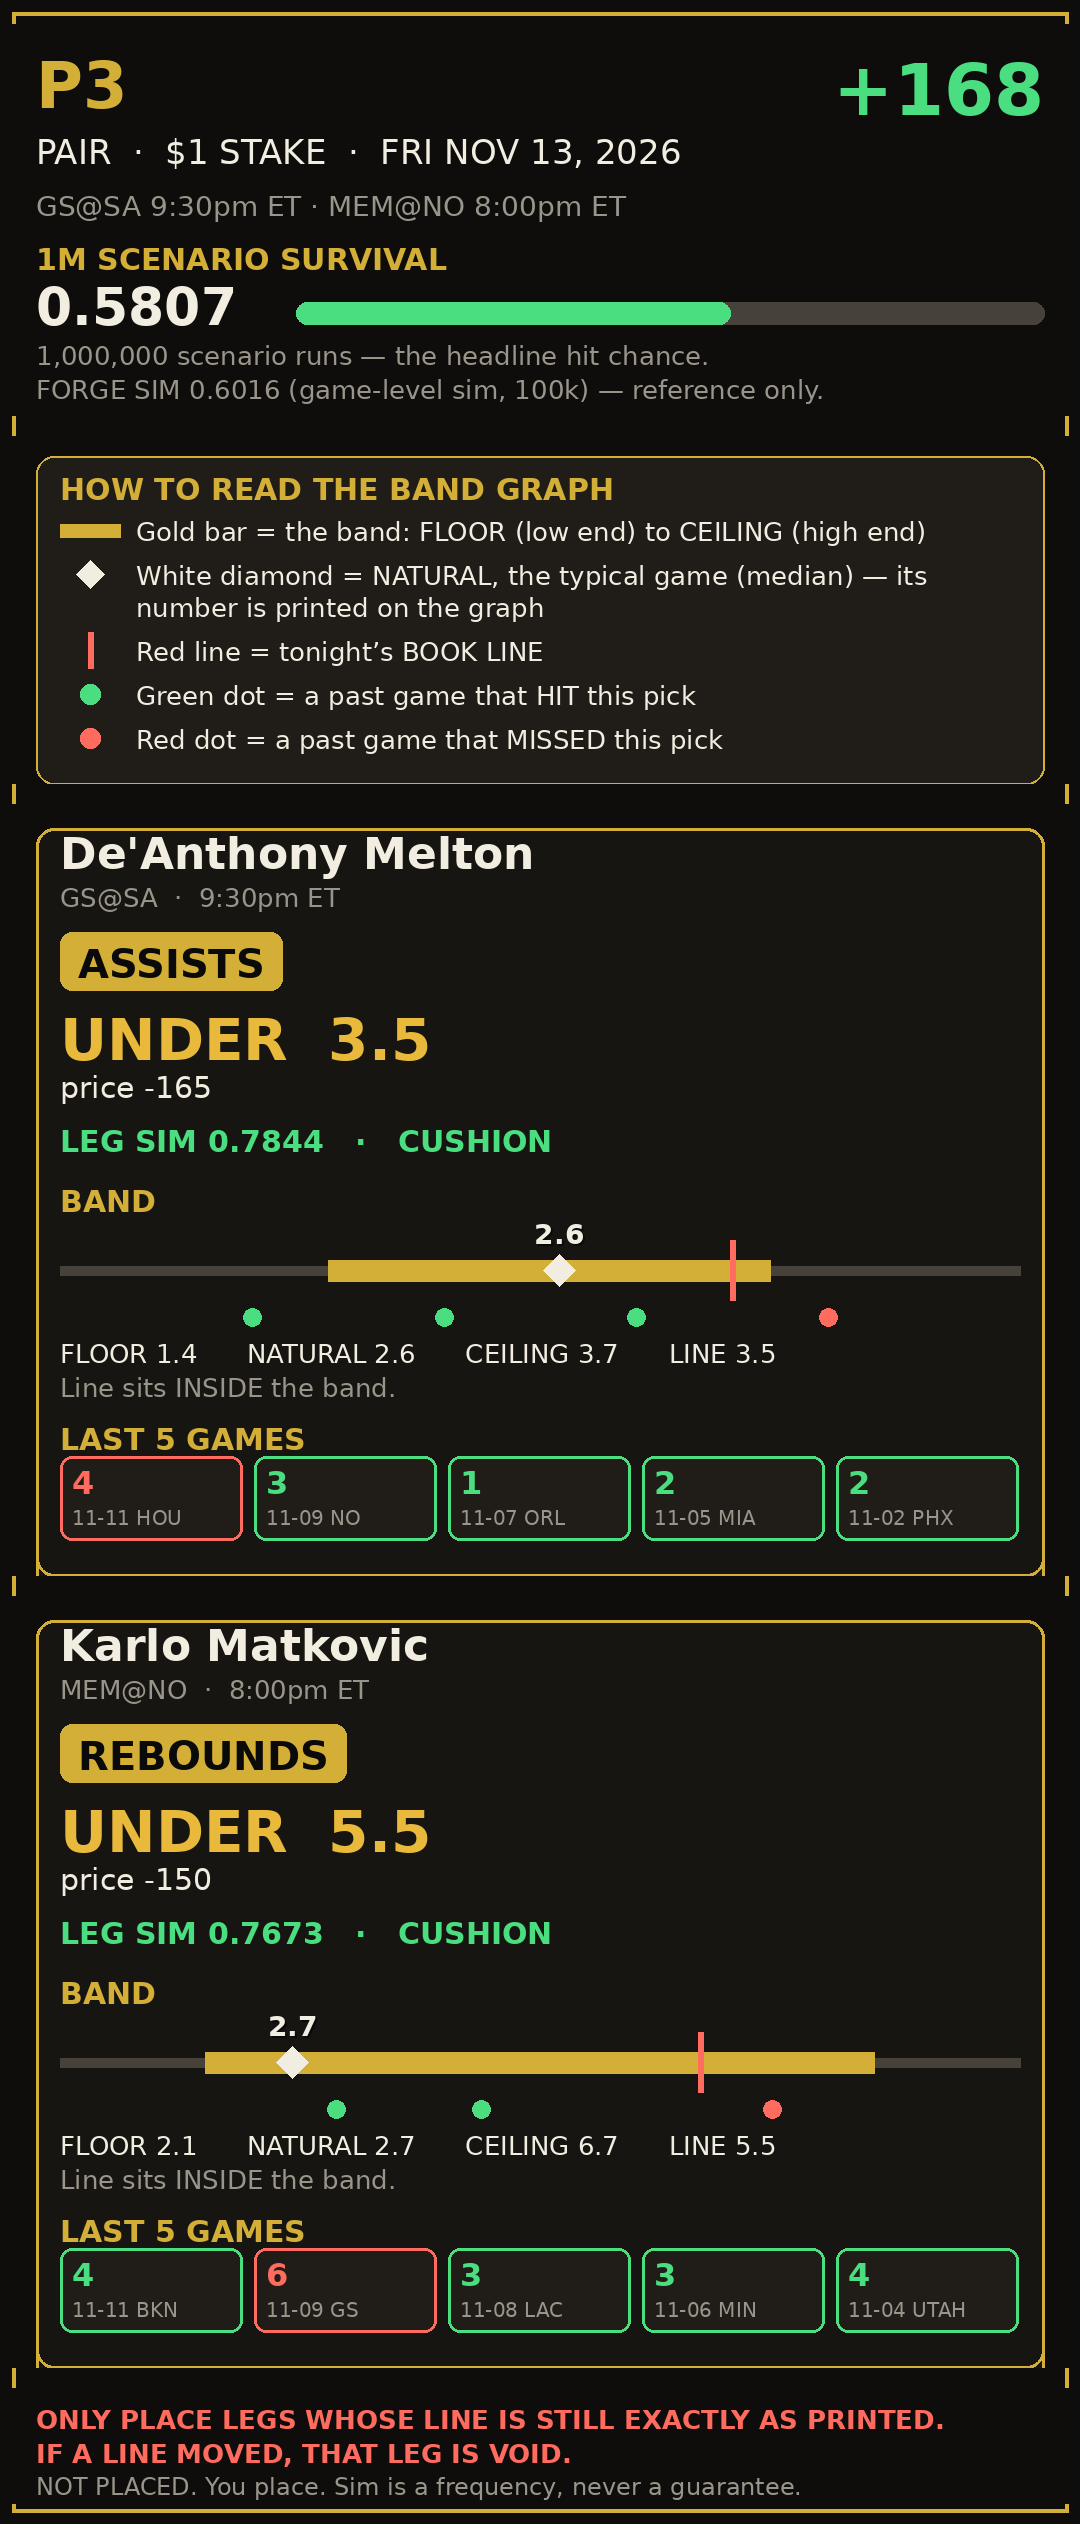 P3
+168
PAIR · $1 STAKE · FRI NOV 13, 2026
GS@SA 9:30pm ET · MEM@NO 8:00pm ET
1M SCENARIO SURVIVAL
0.5807
1,000,000 scenario runs — the headline hit chance.
FORGE SIM 0.6016 (game-level sim, 100k) — reference only.
HOW TO READ THE BAND GRAPH
Gold bar = the band: FLOOR (low end) to CEILING (high end)
White diamond = NATURAL, the typical game (median) — its
number is printed on the graph
Red line = tonight’s BOOK LINE
Green dot = a past game that HIT this pick
Red dot = a past game that MISSED this pick
De'Anthony Melton
GS@SA · 9:30pm ET
ASSISTS
UNDER 3.5
price -165
LEG SIM 0.7844 · CUSHION
BAND
2.6
FLOOR 1.4 NATURAL 2.6 CEILING 3.7 LINE 3.5
Line sits INSIDE the band.
LAST 5 GAMES
4 3 1 2 2
11-11 HOU 11-09 NO 11-07 ORL 11-05 MIA 11-02 PHX
Karlo Matkovic
MEM@NO · 8:00pm ET
REBOUNDS
UNDER 5.5
price -150
LEG SIM 0.7673 · CUSHION
BAND
2.7
FLOOR 2.1 NATURAL 2.7 CEILING 6.7 LINE 5.5
Line sits INSIDE the band.
LAST 5 GAMES
4 6 3 3 4
11-11 BKN 11-09 GS 11-08 LAC 11-06 MIN 11-04 UTAH
ONLY PLACE LEGS WHOSE LINE IS STILL EXACTLY AS PRINTED.
IF A LINE MOVED, THAT LEG IS VOID.
NOT PLACED. You place. Sim is a frequency, never a guarantee.